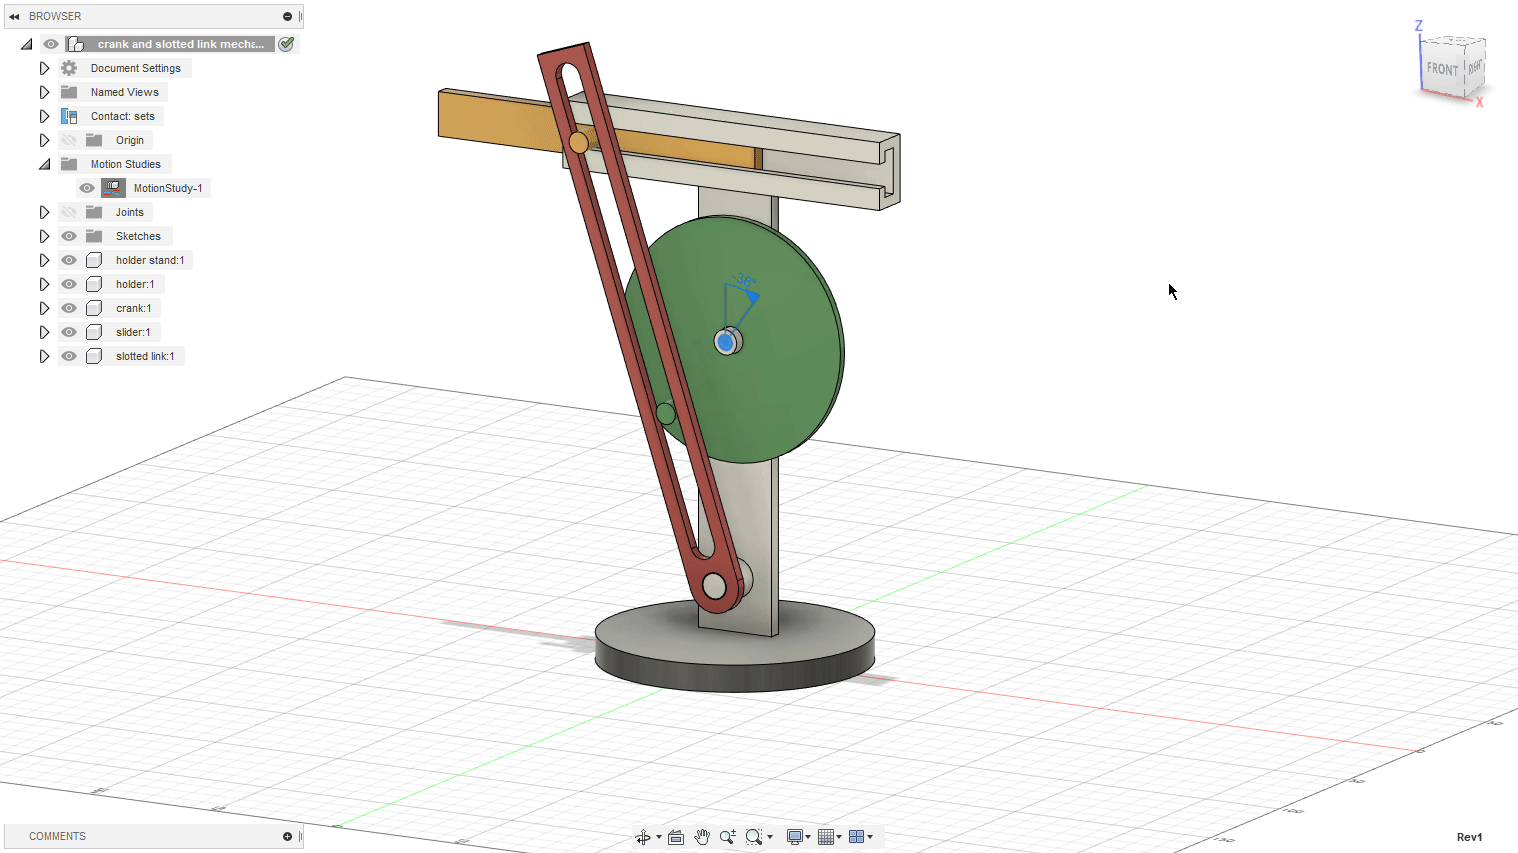 BROWSER
crank and slotted link mecha...
Document Settings
Named Views
Contact: sets
Origin
Motion Studies
MotionStudy-1
Joints
Sketches
holder stand:1
holder:1
crank:1
slider:1
slotted link:1
Z
FRONT
RIGHT
X
COMMENTS
Rev1